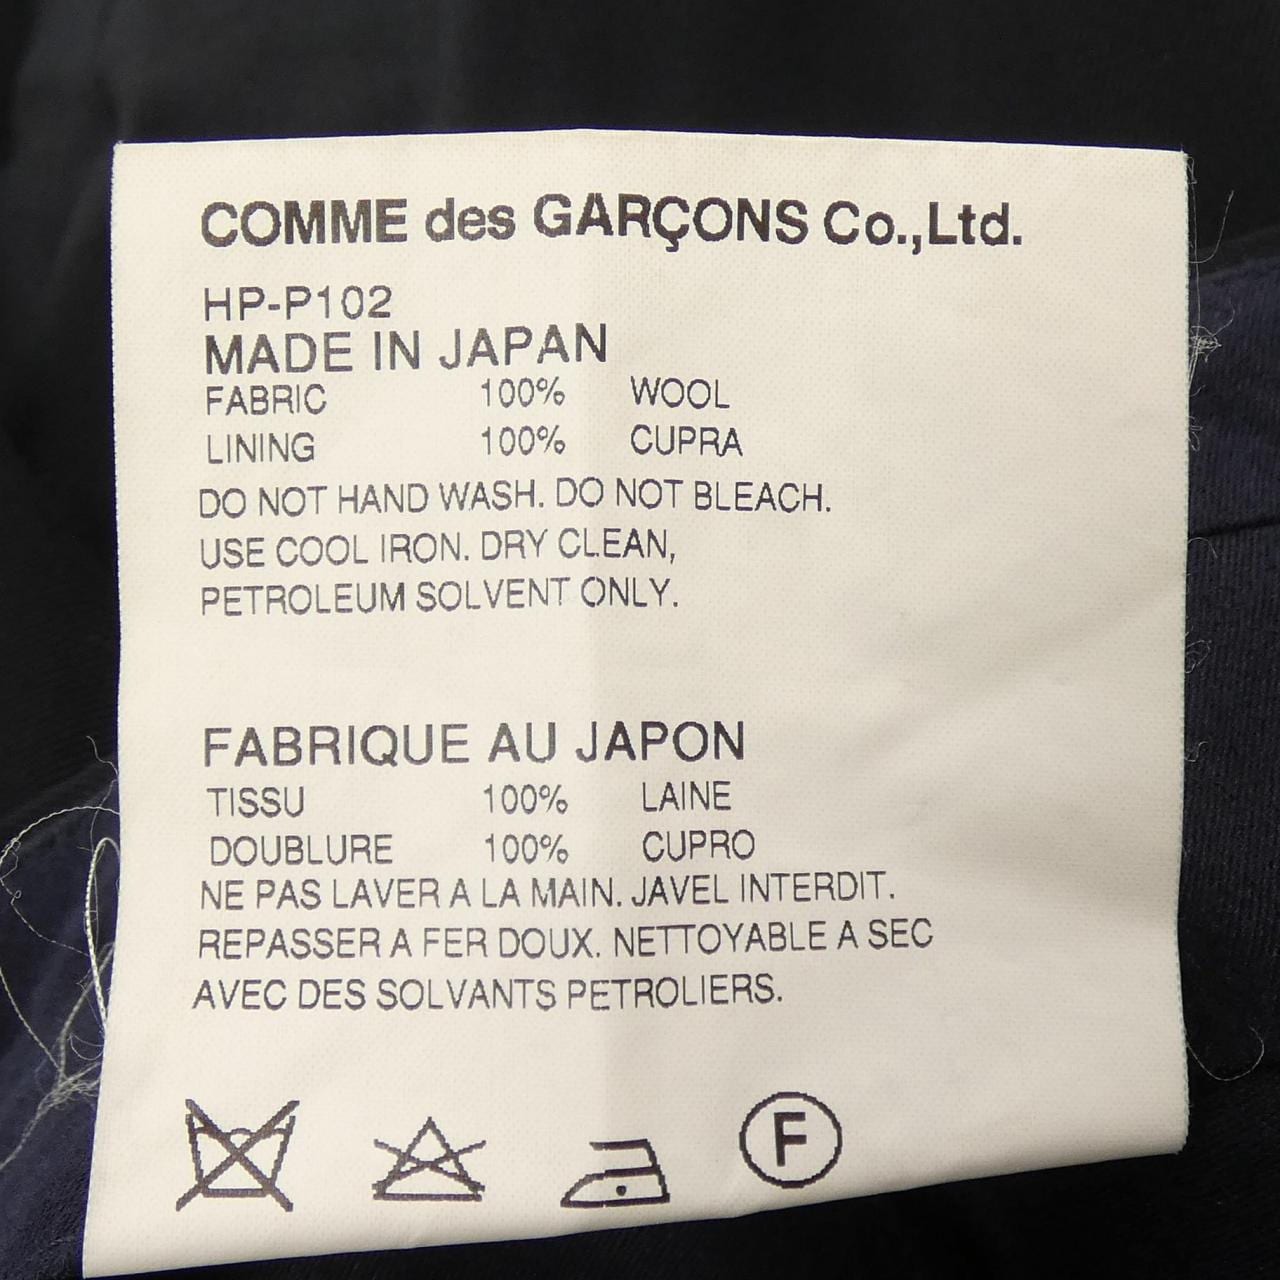 COMME des GARÇONS Co.,Ltd.
HP-P102
MADE IN JAPAN
FABRIC 100% WOOL
LINING 100% CUPRA
DO NOT HAND WASH. DO NOT BLEACH.
USE COOL IRON. DRY CLEAN,
PETROLEUM SOLVENT ONLY.
FABRIQUE AU JAPON
TISSU 100% LAINE
DOUBLURE 100% CUPRO
NE PAS LAVER A LA MAIN. JAVEL INTERDIT.
REPASSER A FER DOUX. NETTOYABLE A SEC
AVEC DES SOLVANTS PETROLIERS.
F